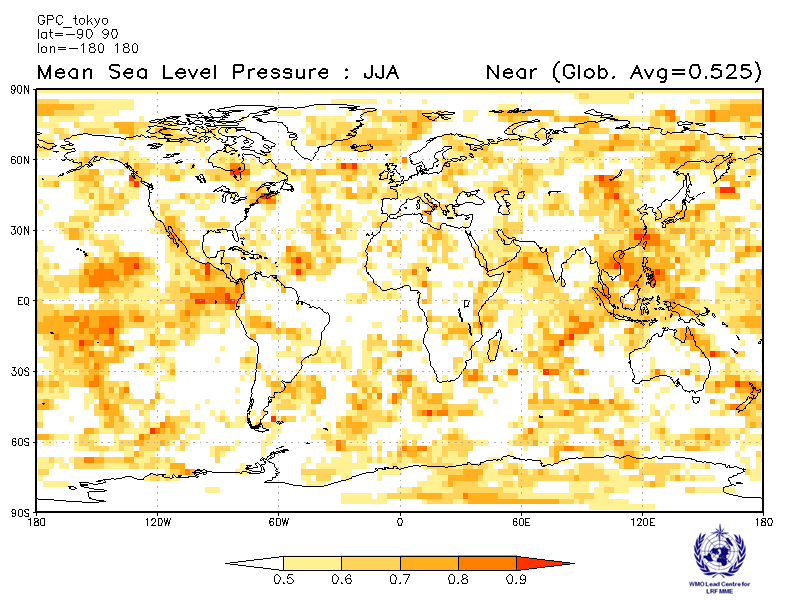 GPC_tokyo
lat=-90 90
lon=-180 180
Mean Sea Level Pressure : JJA Near (Glob. Avg=0.525)
90N
60N
30N
EQ
30S
60S
90S
180 120W 60W 0 60E 120E 180
0.5 0.6 0.7 0.8 0.9
WMO Lead Centre for
LRF MME